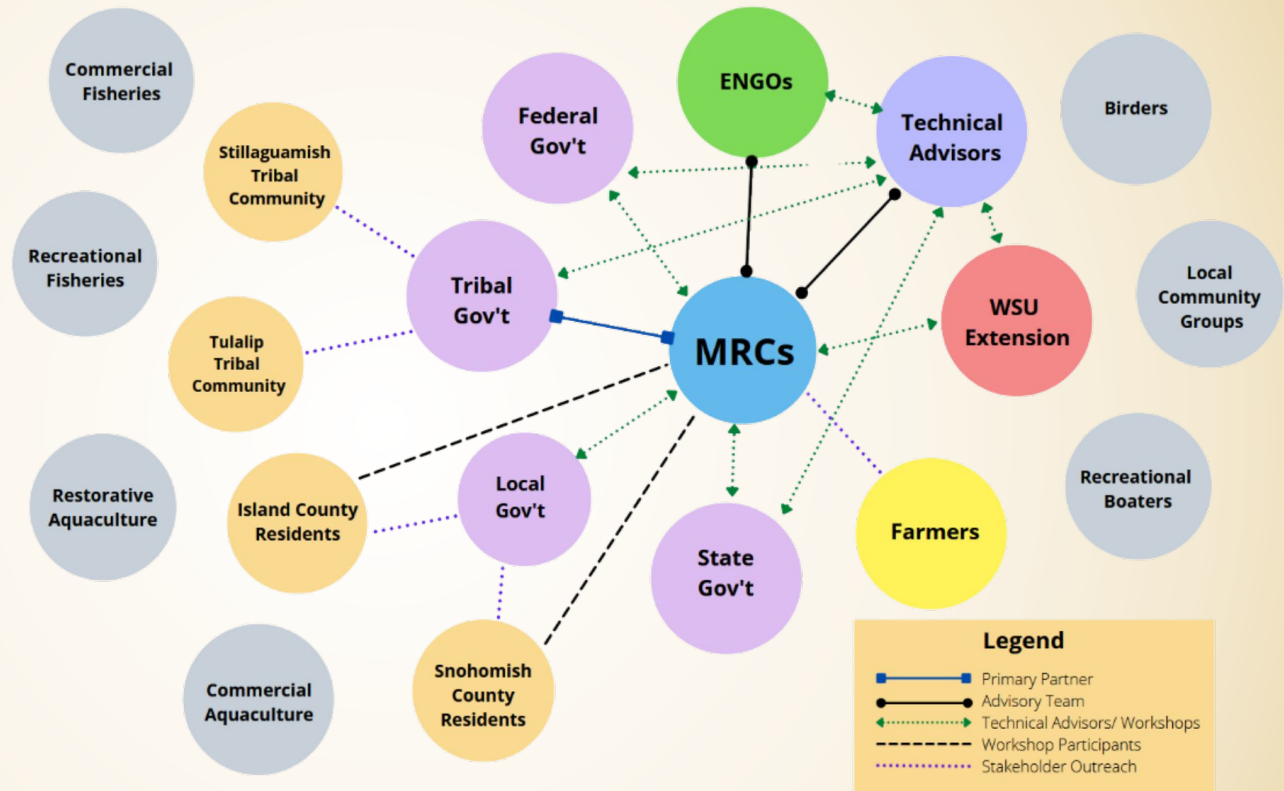 Commercial
Fisheries
Stillaguamish
Tribal
Community
Federal
Gov't
ENGOs
Technical
Advisors
Birders
Recreational
Fisheries
Tribal
Gov't
Local
Community
Groups
WSU
Extension
MRCs
Tulalip
Tribal
Community
Restorative
Aquaculture
Island County
Residents
Local
Gov't
Recreational
Boaters
Farmers
State
Gov't
Commercial
Aquaculture
Snohomish
County
Residents
Legend
Primary Partner
Advisory Team
Technical Advisors/ Workshops
Workshop Participants
Stakeholder Outreach